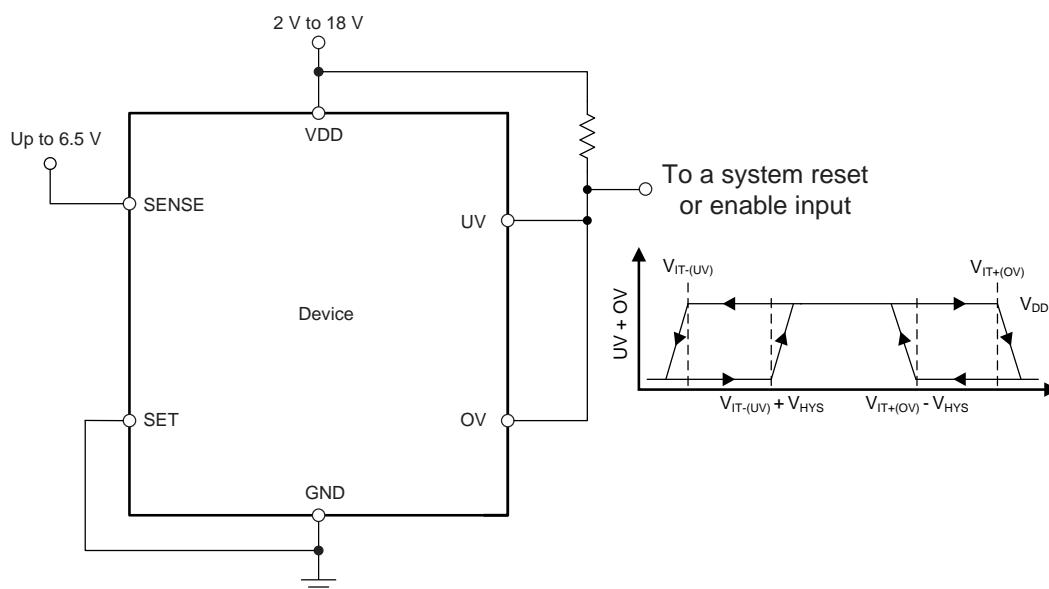 2 V to 18 V
VDD
Up to 6.5 V
SENSE
UV
To a system reset
or enable input
Device
SET
OV
GND
UV + OV
V_IT-(UV)
V_IT+(OV)
V_DD
V_IT-(UV) + V_HYS
V_IT+(OV) - V_HYS